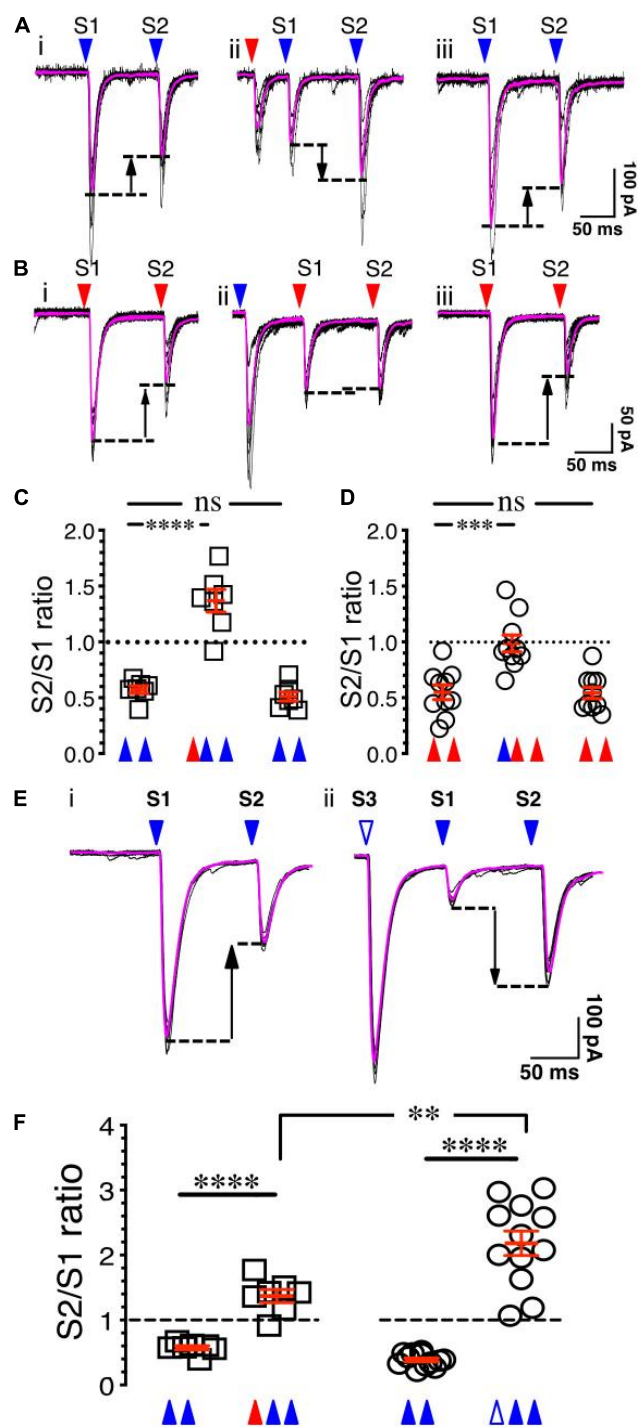 A
i S1 S2 ii S1 S2 iii S1 S2
100 pA
50 ms
B
i S1 S2 ii S1 S2 iii S1 S2
50 pA
50 ms
C ns D ns
**** ***
S2/S1 ratio
2.0
1.5
1.0
0.5
0.0
S2/S1 ratio
2.0
1.5
1.0
0.5
0.0
E i S1 S2 ii S3 S1 S2
100 pA
50 ms
F
**
**** ****
S2/S1 ratio
4
3
2
1
0